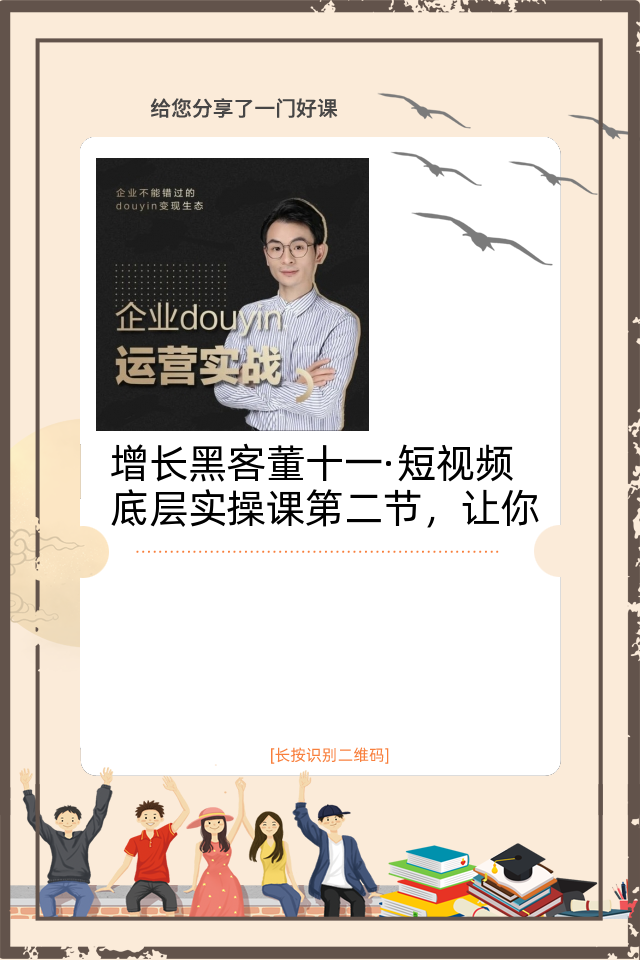 给您分享了一门好课
企业不能错过的
douyin变现生态
企业douyin
运营实战
增长黑客董十一·短视频
底层实操课第二节，让你
[长按识别二维码]